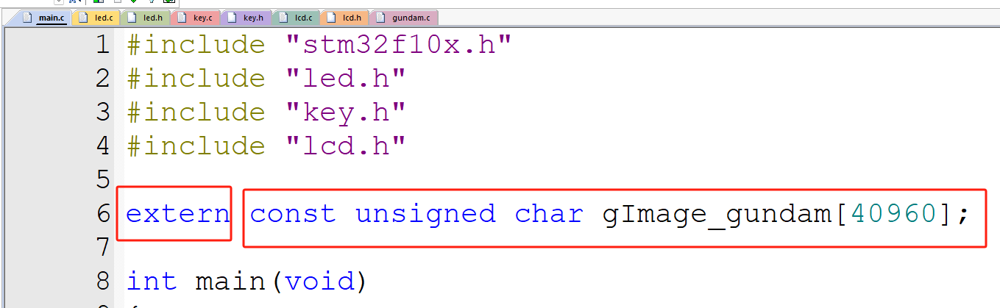 main.c led.c led.h key.c key.h lcd.c lcd.h gundam.c
1 #include "stm32f10x.h"
2 #include "led.h"
3 #include "key.h"
4 #include "lcd.h"
5
6 extern const unsigned char gImage_gundam[40960];
7
8 int main(void)